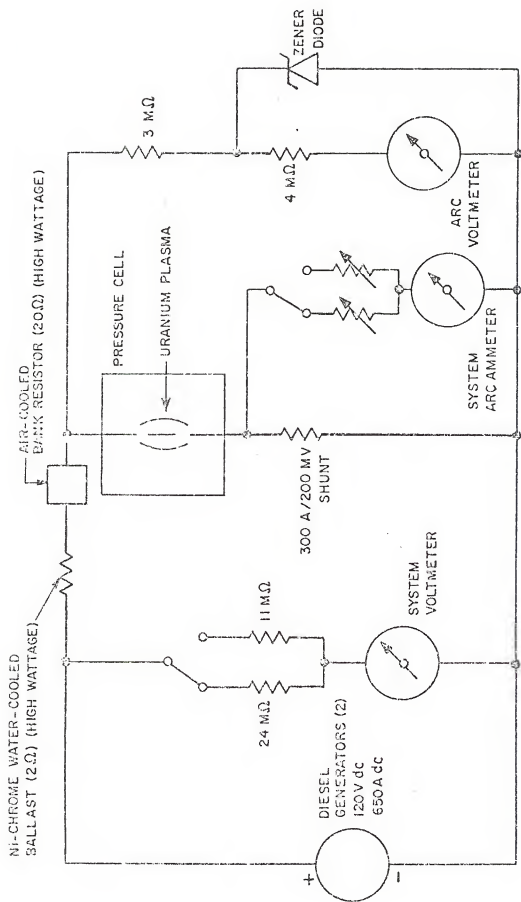 Ni-CHROME WATER-COOLED
BALLAST (2Ω) (HIGH WATTAGE)
AIR-COOLED
BANK RESISTOR (20Ω) (HIGH WATTAGE)
PRESSURE CELL
URANIUM PLASMA
3 MΩ
ZENER
DIODE
4 MΩ
11 MΩ
24 MΩ
300 A/200 MV
SHUNT
DIESEL
GENERATORS (2)
120 V dc
650 A dc
+
-
SYSTEM
VOLTMETER
SYSTEM
ARC AMMETER
ARC
VOLTMETER